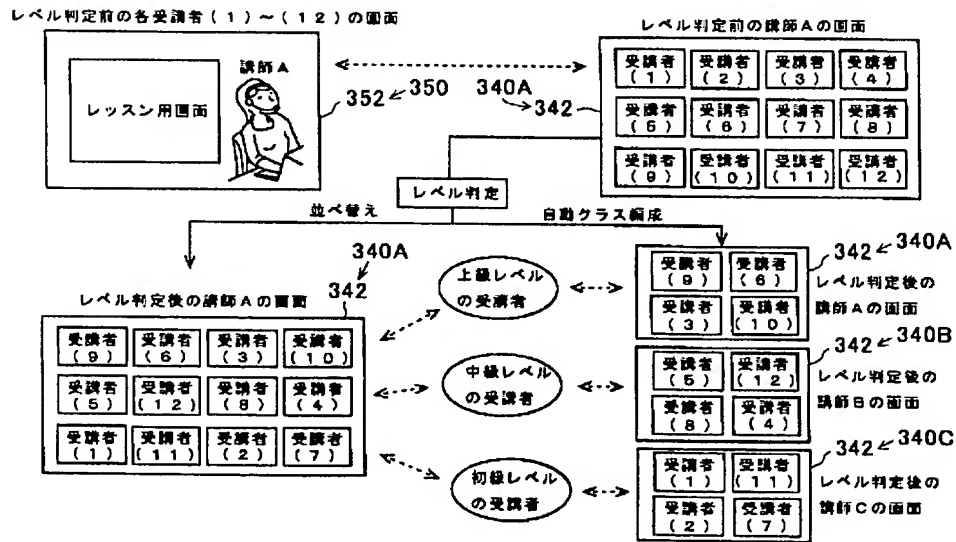 レベル判定前の各受講者(1)～(12)の画面
講師A
レッスン用画面
352 350
レベル判定前の講師Aの画面
340A
342
受講者 受講者 受講者 受講者
(1) (2) (3) (4)
受講者 受講者 受講者 受講者
(5) (6) (7) (8)
受講者 受講者 受講者 受講者
(9) (10) (11) (12)
レベル判定
並べ替え
自動クラス編成
340A
342
レベル判定後の講師Aの画面
受講者 受講者 受講者 受講者
(9) (6) (3) (10)
受講者 受講者 受講者 受講者
(5) (12) (8) (4)
受講者 受講者 受講者 受講者
(1) (11) (2) (7)
上級レベル
の受講者
中級レベル
の受講者
初級レベル
の受講者
342 340A
レベル判定後の
講師Aの画面
受講者 受講者
(9) (6)
受講者 受講者
(3) (10)
342 340B
レベル判定後の
講師Bの画面
受講者 受講者
(5) (12)
受講者 受講者
(8) (4)
342 340C
レベル判定後の
講師Cの画面
受講者 受講者
(1) (11)
受講者 受講者
(2) (7)